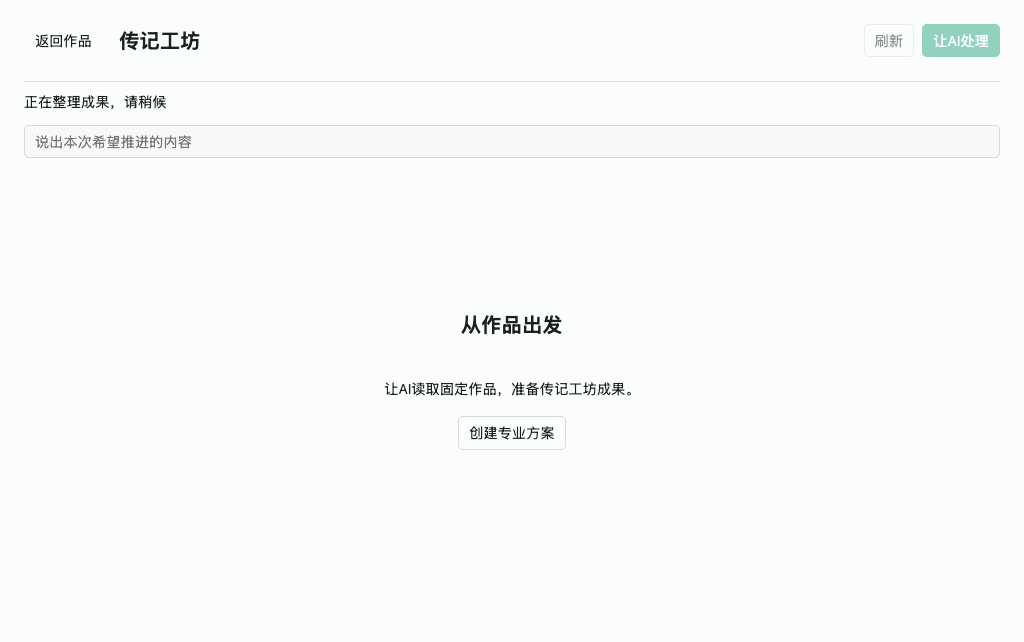 返回作品
传记工坊
刷新
让AI处理
正在整理成果，请稍候
说出本次希望推进的内容
从作品出发
让AI读取固定作品，准备传记工坊成果。
创建专业方案